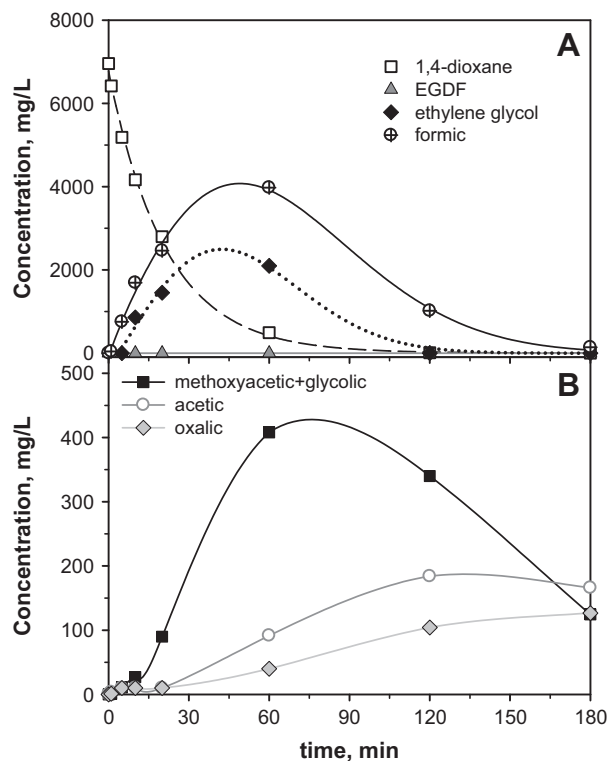 8000
A
1,4-dioxane
EGDF
ethylene glycol
formic
6000
4000
2000
0
Concentration, mg/L
500
methoxyacetic+glycolic
B
acetic
oxalic
400
300
200
100
0
Concentration, mg/L
0 30 60 90 120 150 180
time, min